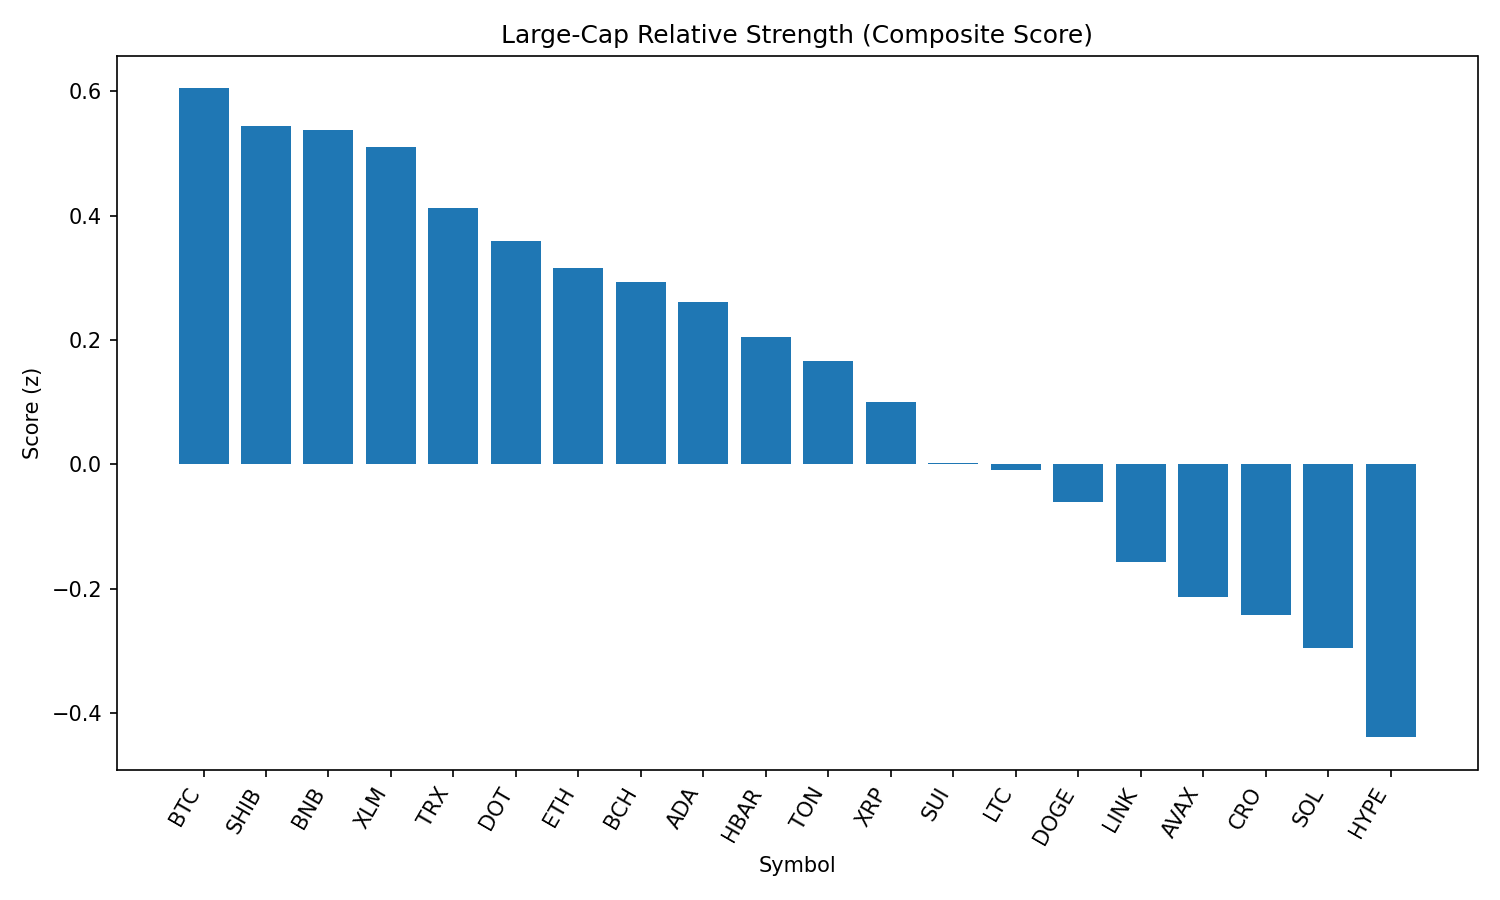 Large-Cap Relative Strength (Composite Score)
0.6
0.4
0.2
0.0
−0.2
−0.4
Score (z)
BTC
SHIB
BNB
XLM
TRX
DOT
ETH
BCH
ADA
HBAR
TON
XRP
SUI
LTC
DOGE
LINK
AVAX
CRO
SOL
HYPE
Symbol